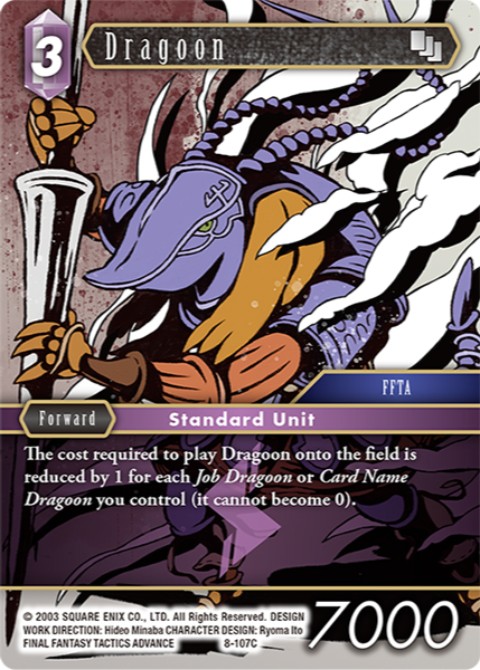 3
Dragoon
FFTA
Forward
Standard Unit
The cost required to play Dragoon onto the field is
reduced by 1 for each Job Dragoon or Card Name
Dragoon you control (it cannot become 0).
© 2003 SQUARE ENIX CO., LTD. All Rights Reserved. DESIGN
WORK DIRECTION: Hideo Minaba CHARACTER DESIGN: Ryoma Ito
FINAL FANTASY TACTICS ADVANCE 8-107C
7000